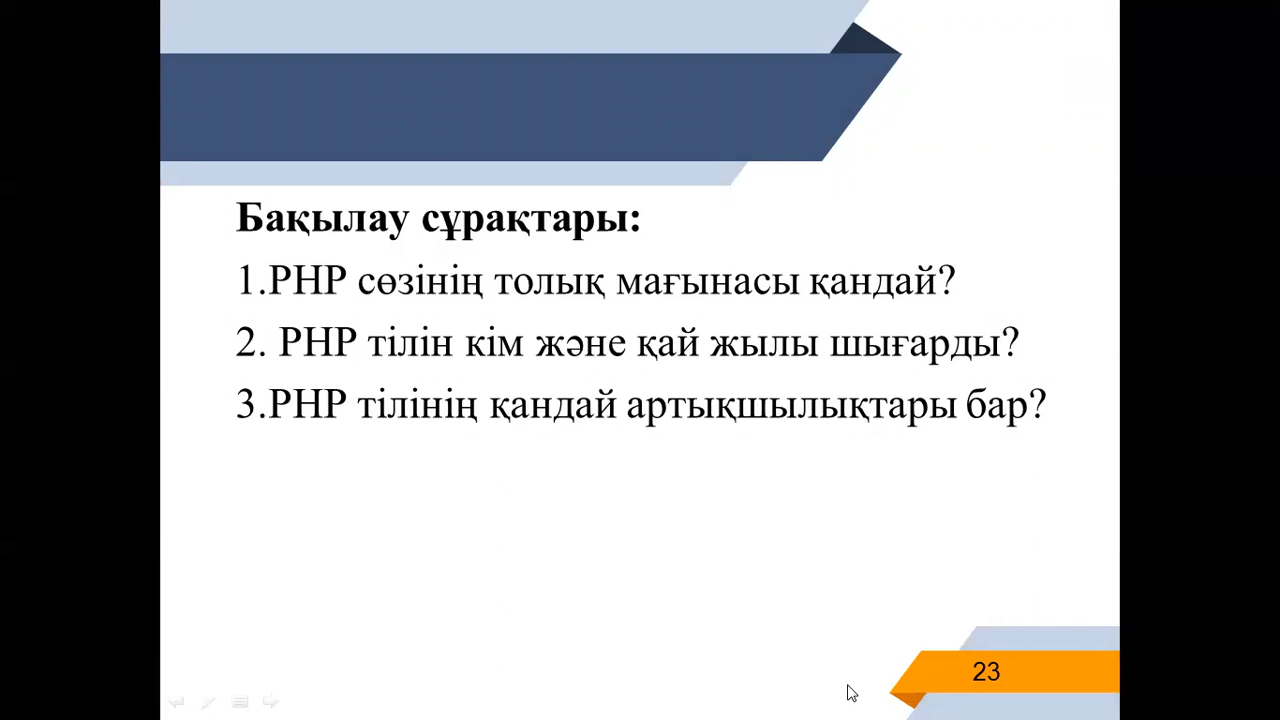 Бақылау сұрақтары:
1.PHP сөзінің толық мағынасы қандай?
2. PHP тілін кім және қай жылы шығарды?
3.PHP тілінің қандай артықшылықтары бар?
23